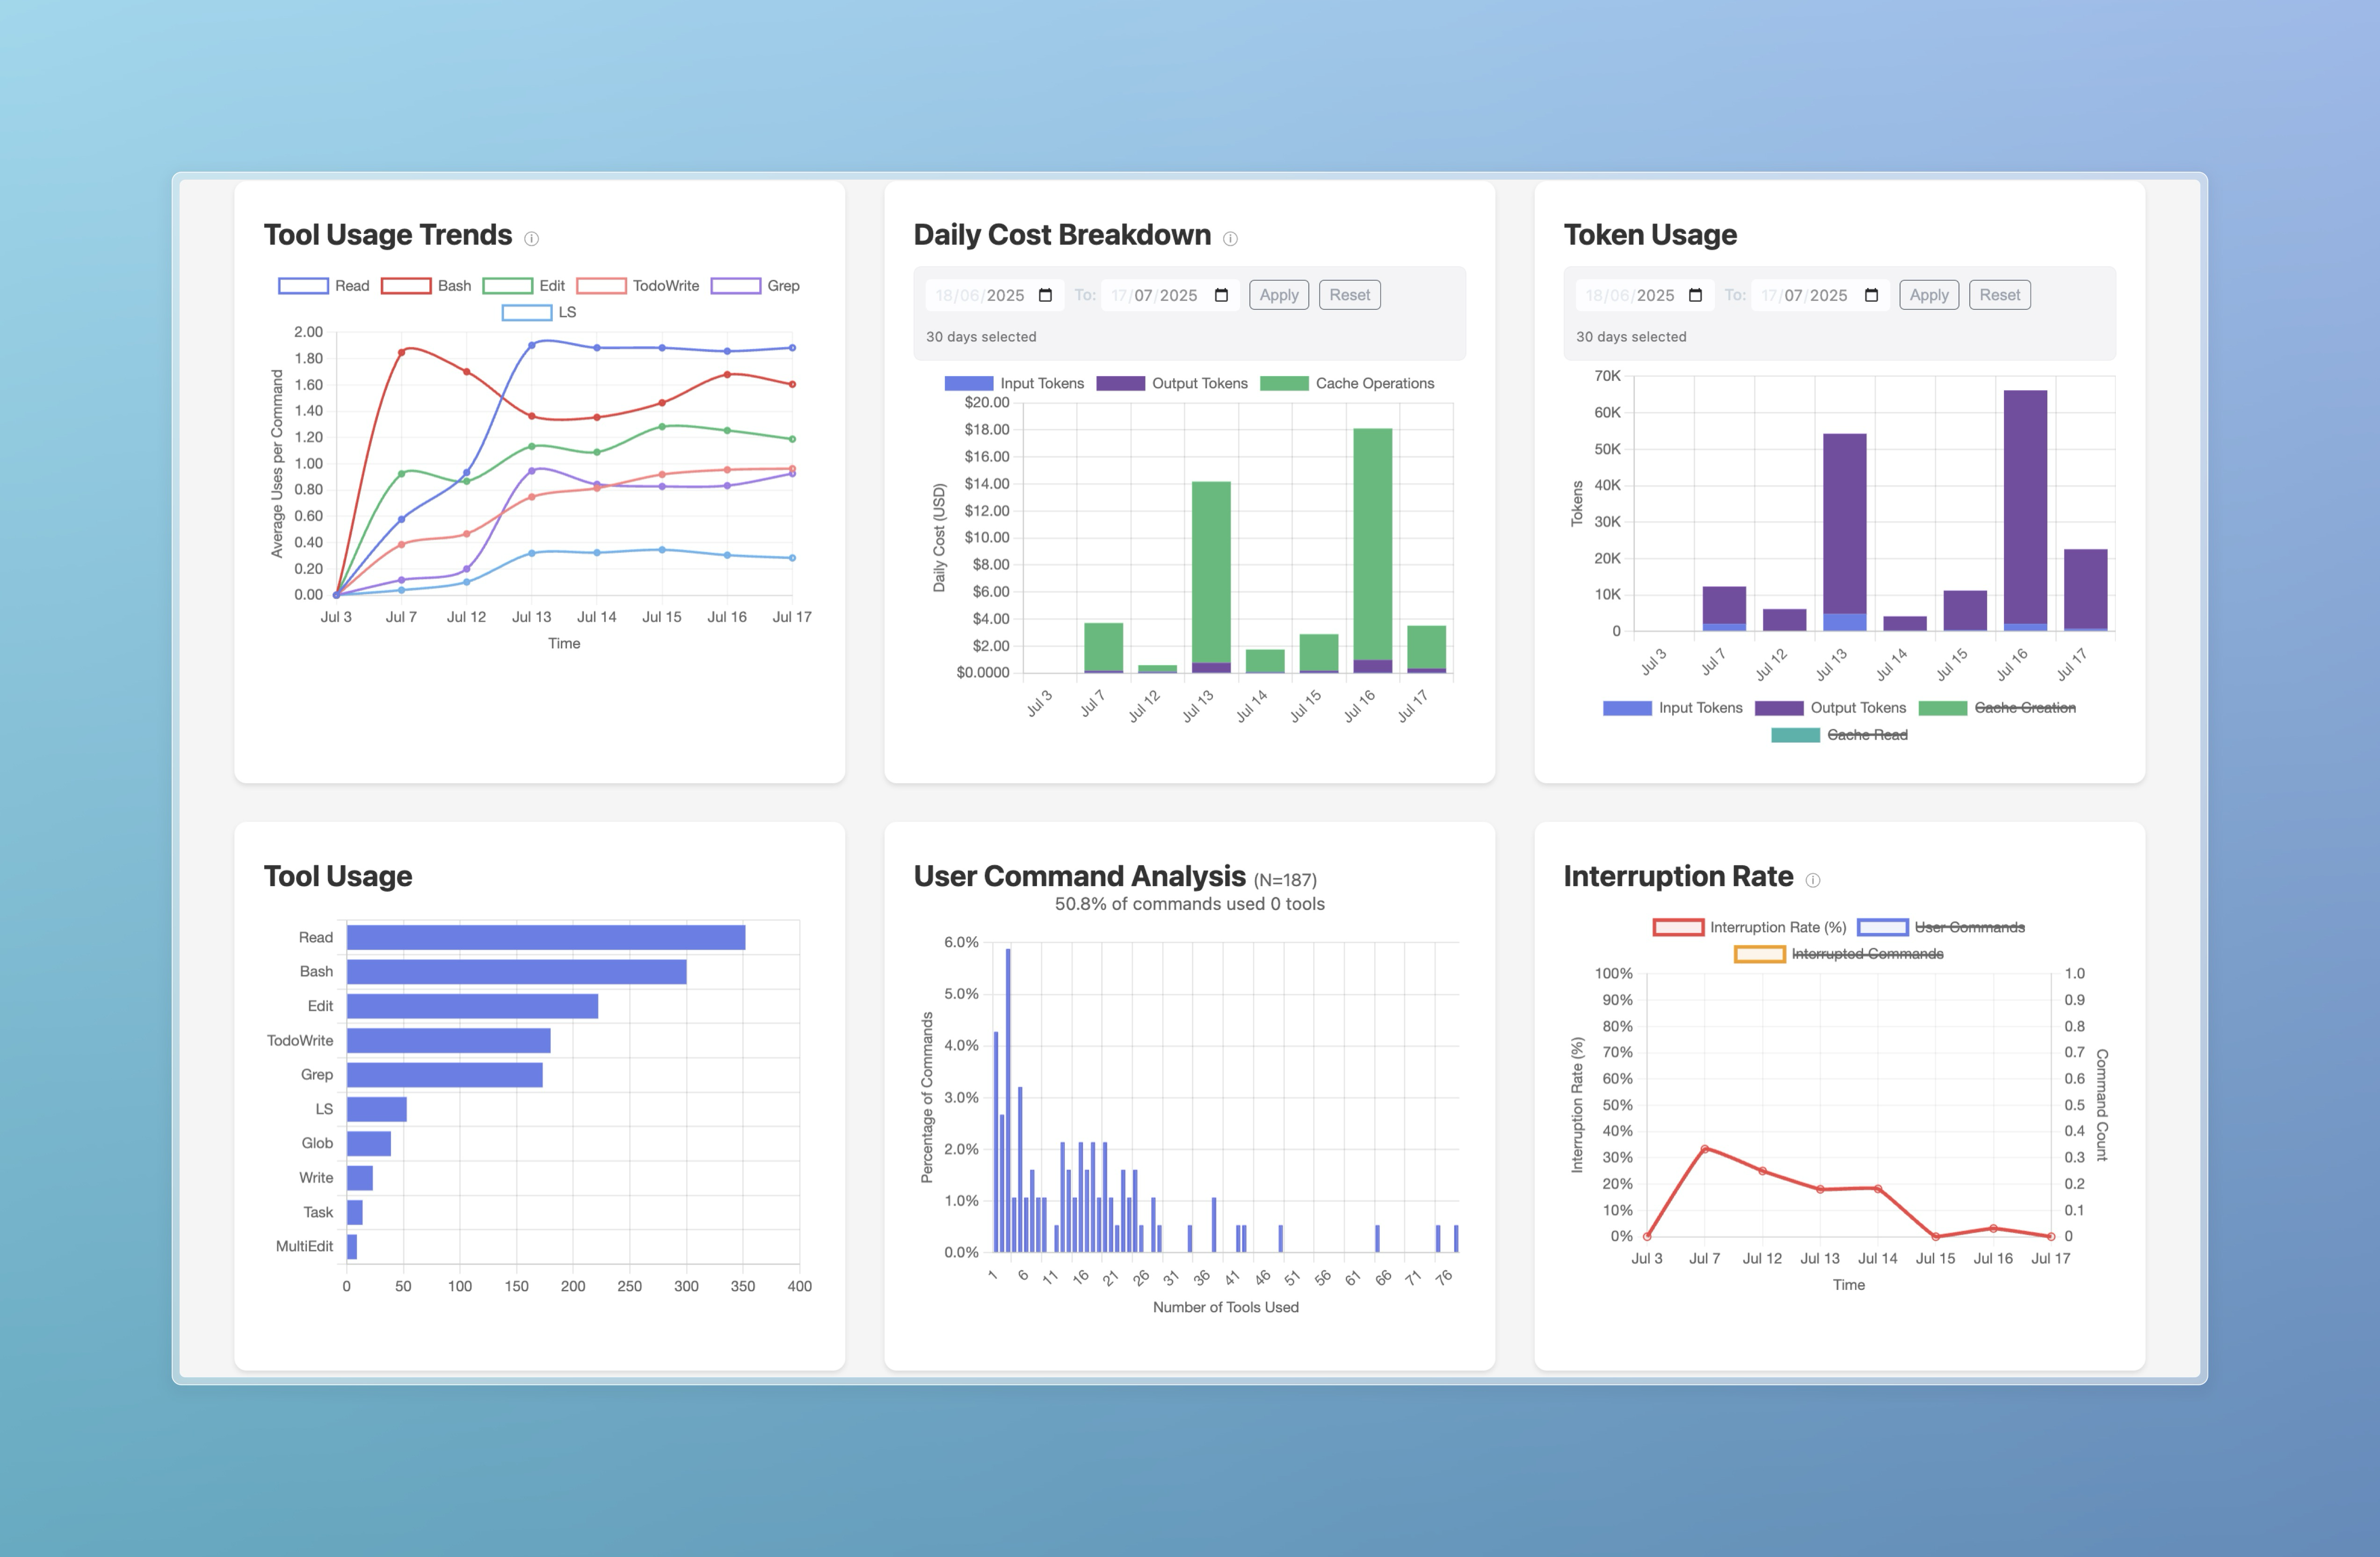 Tool Usage Trends
Read Bash Edit TodoWrite Grep
LS
2.00
1.80
1.60
1.40
1.20
1.00
0.80
0.60
0.40
0.20
0.00
Average Uses per Command
Jul 3 Jul 7 Jul 12 Jul 13 Jul 14 Jul 15 Jul 16 Jul 17
Time
Daily Cost Breakdown
18/06/2025 To: 17/07/2025 Apply Reset
30 days selected
Input Tokens Output Tokens Cache Operations
$20.00
$18.00
$16.00
$14.00
$12.00
$10.00
$8.00
$6.00
$4.00
$2.00
$0.0000
Daily Cost (USD)
Jul 3 Jul 7 Jul 12 Jul 13 Jul 14 Jul 15 Jul 16 Jul 17
Token Usage
18/06/2025 To: 17/07/2025 Apply Reset
30 days selected
70K
60K
50K
40K
30K
20K
10K
0
Tokens
Jul 3 Jul 7 Jul 12 Jul 13 Jul 14 Jul 15 Jul 16 Jul 17
Input Tokens Output Tokens Cache Creation
Cache Read
Tool Usage
Read
Bash
Edit
TodoWrite
Grep
LS
Glob
Write
Task
MultiEdit
0 50 100 150 200 250 300 350 400
User Command Analysis (N=187)
50.8% of commands used 0 tools
6.0%
5.0%
4.0%
3.0%
2.0%
1.0%
0.0%
Percentage of Commands
1 6 11 16 21 26 31 36 41 46 51 56 61 66 71 76
Number of Tools Used
Interruption Rate
Interruption Rate (%) User Commands
Interrupted Commands
100%
90%
80%
70%
60%
50%
40%
30%
20%
10%
0%
Interruption Rate (%)
1.0
0.9
0.8
0.7
0.6
0.5
0.4
0.3
0.2
0.1
0
Command Count
Jul 3 Jul 7 Jul 12 Jul 13 Jul 14 Jul 15 Jul 16 Jul 17
Time